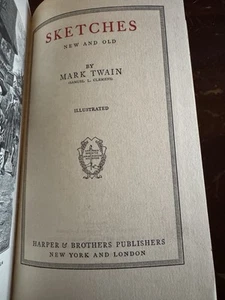 SKETCHES
NEW AND OLD
BY
MARK TWAIN
(SAMUEL L. CLEMENS)
ILLUSTRATED
HARPER & BROTHERS PUBLISHERS
NEW YORK AND LONDON